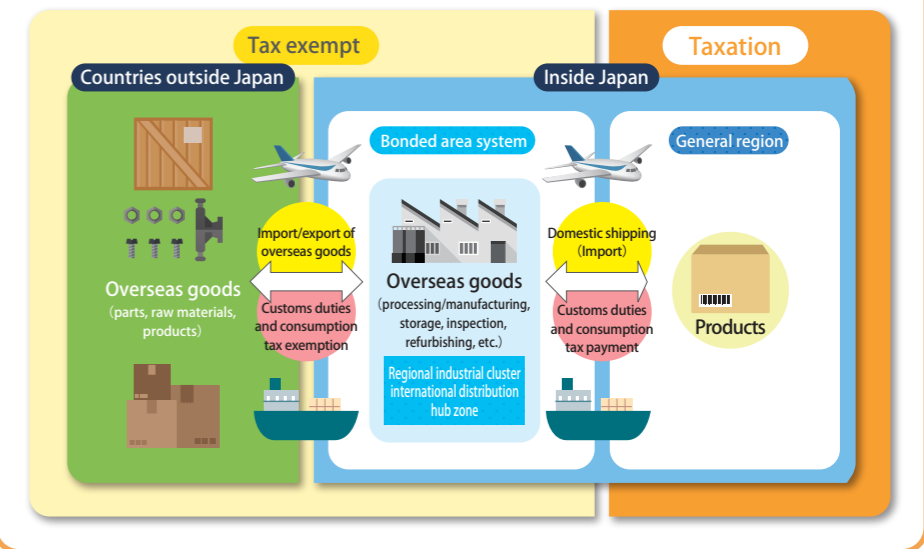 Tax exempt
Taxation
Countries outside Japan
Inside Japan
Bonded area system
General region
Import/export of
overseas goods
Customs duties
and consumption
tax exemption
Overseas goods
(parts, raw materials,
products)
Overseas goods
(processing/manufacturing,
storage, inspection,
refurbishing, etc.)
Regional industrial cluster
international distribution
hub zone
Domestic shipping
(Import)
Customs duties
and consumption
tax payment
Products